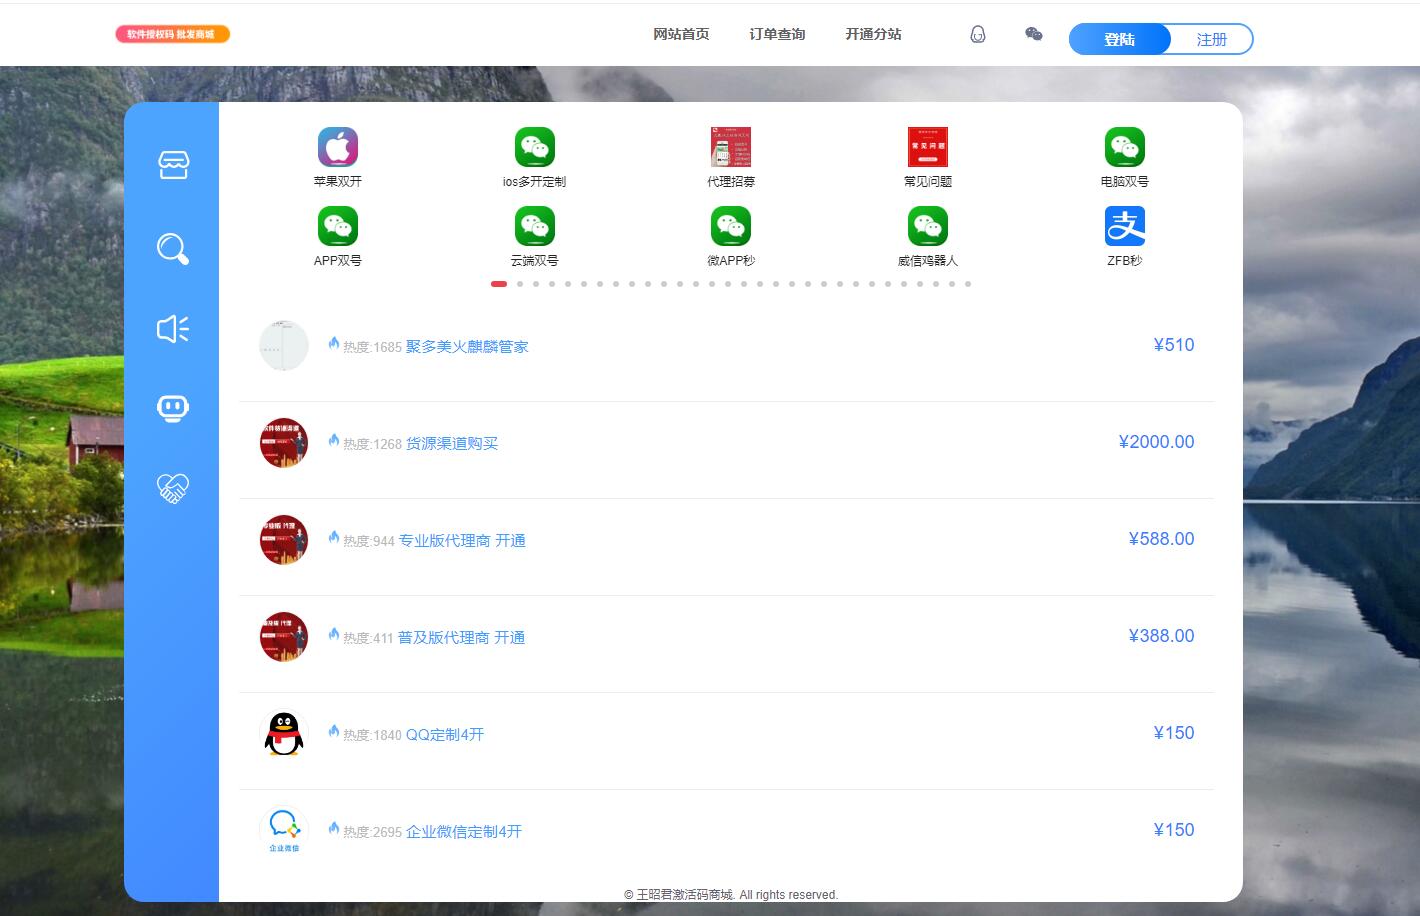 软件授权码 批发商城
网站首页
订单查询
开通分站
登陆
注册
苹果双开
ios多开定制
代理招募
常见问题
电脑双号
APP双号
云端双号
微APP秒
威信鸡器人
ZFB秒
热度:1685 聚多美火麒麟管家
¥510
热度:1268 货源渠道购买
¥2000.00
热度:944 专业版代理商 开通
¥588.00
热度:411 普及版代理商 开通
¥388.00
热度:1840 QQ定制4开
¥150
热度:2695 企业微信定制4开
¥150
企业微信
© 王昭君激活码商城. All rights reserved.